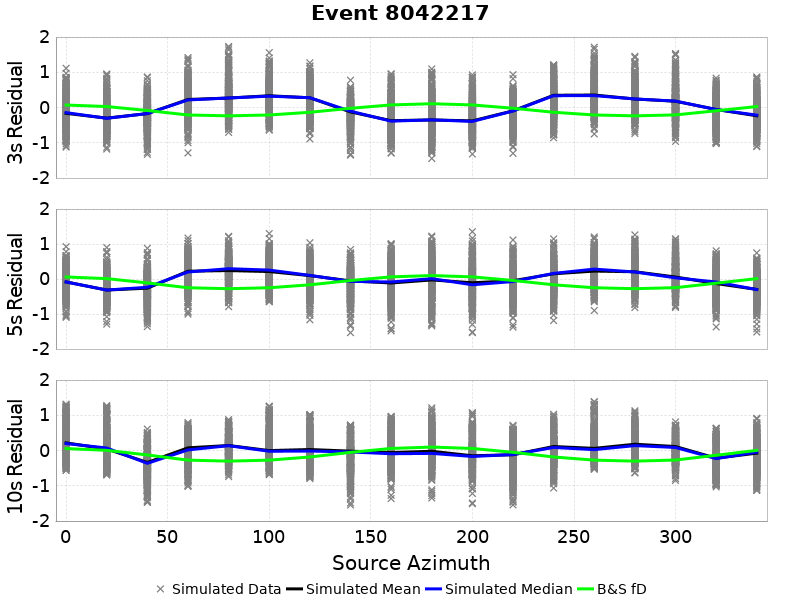 Event 8042217
3s Residual
2
1
0
-1
-2
5s Residual
2
1
0
-1
-2
10s Residual
2
1
0
-1
-2
0 50 100 150 200 250 300
Source Azimuth
Simulated Data Simulated Mean Simulated Median B&S fD